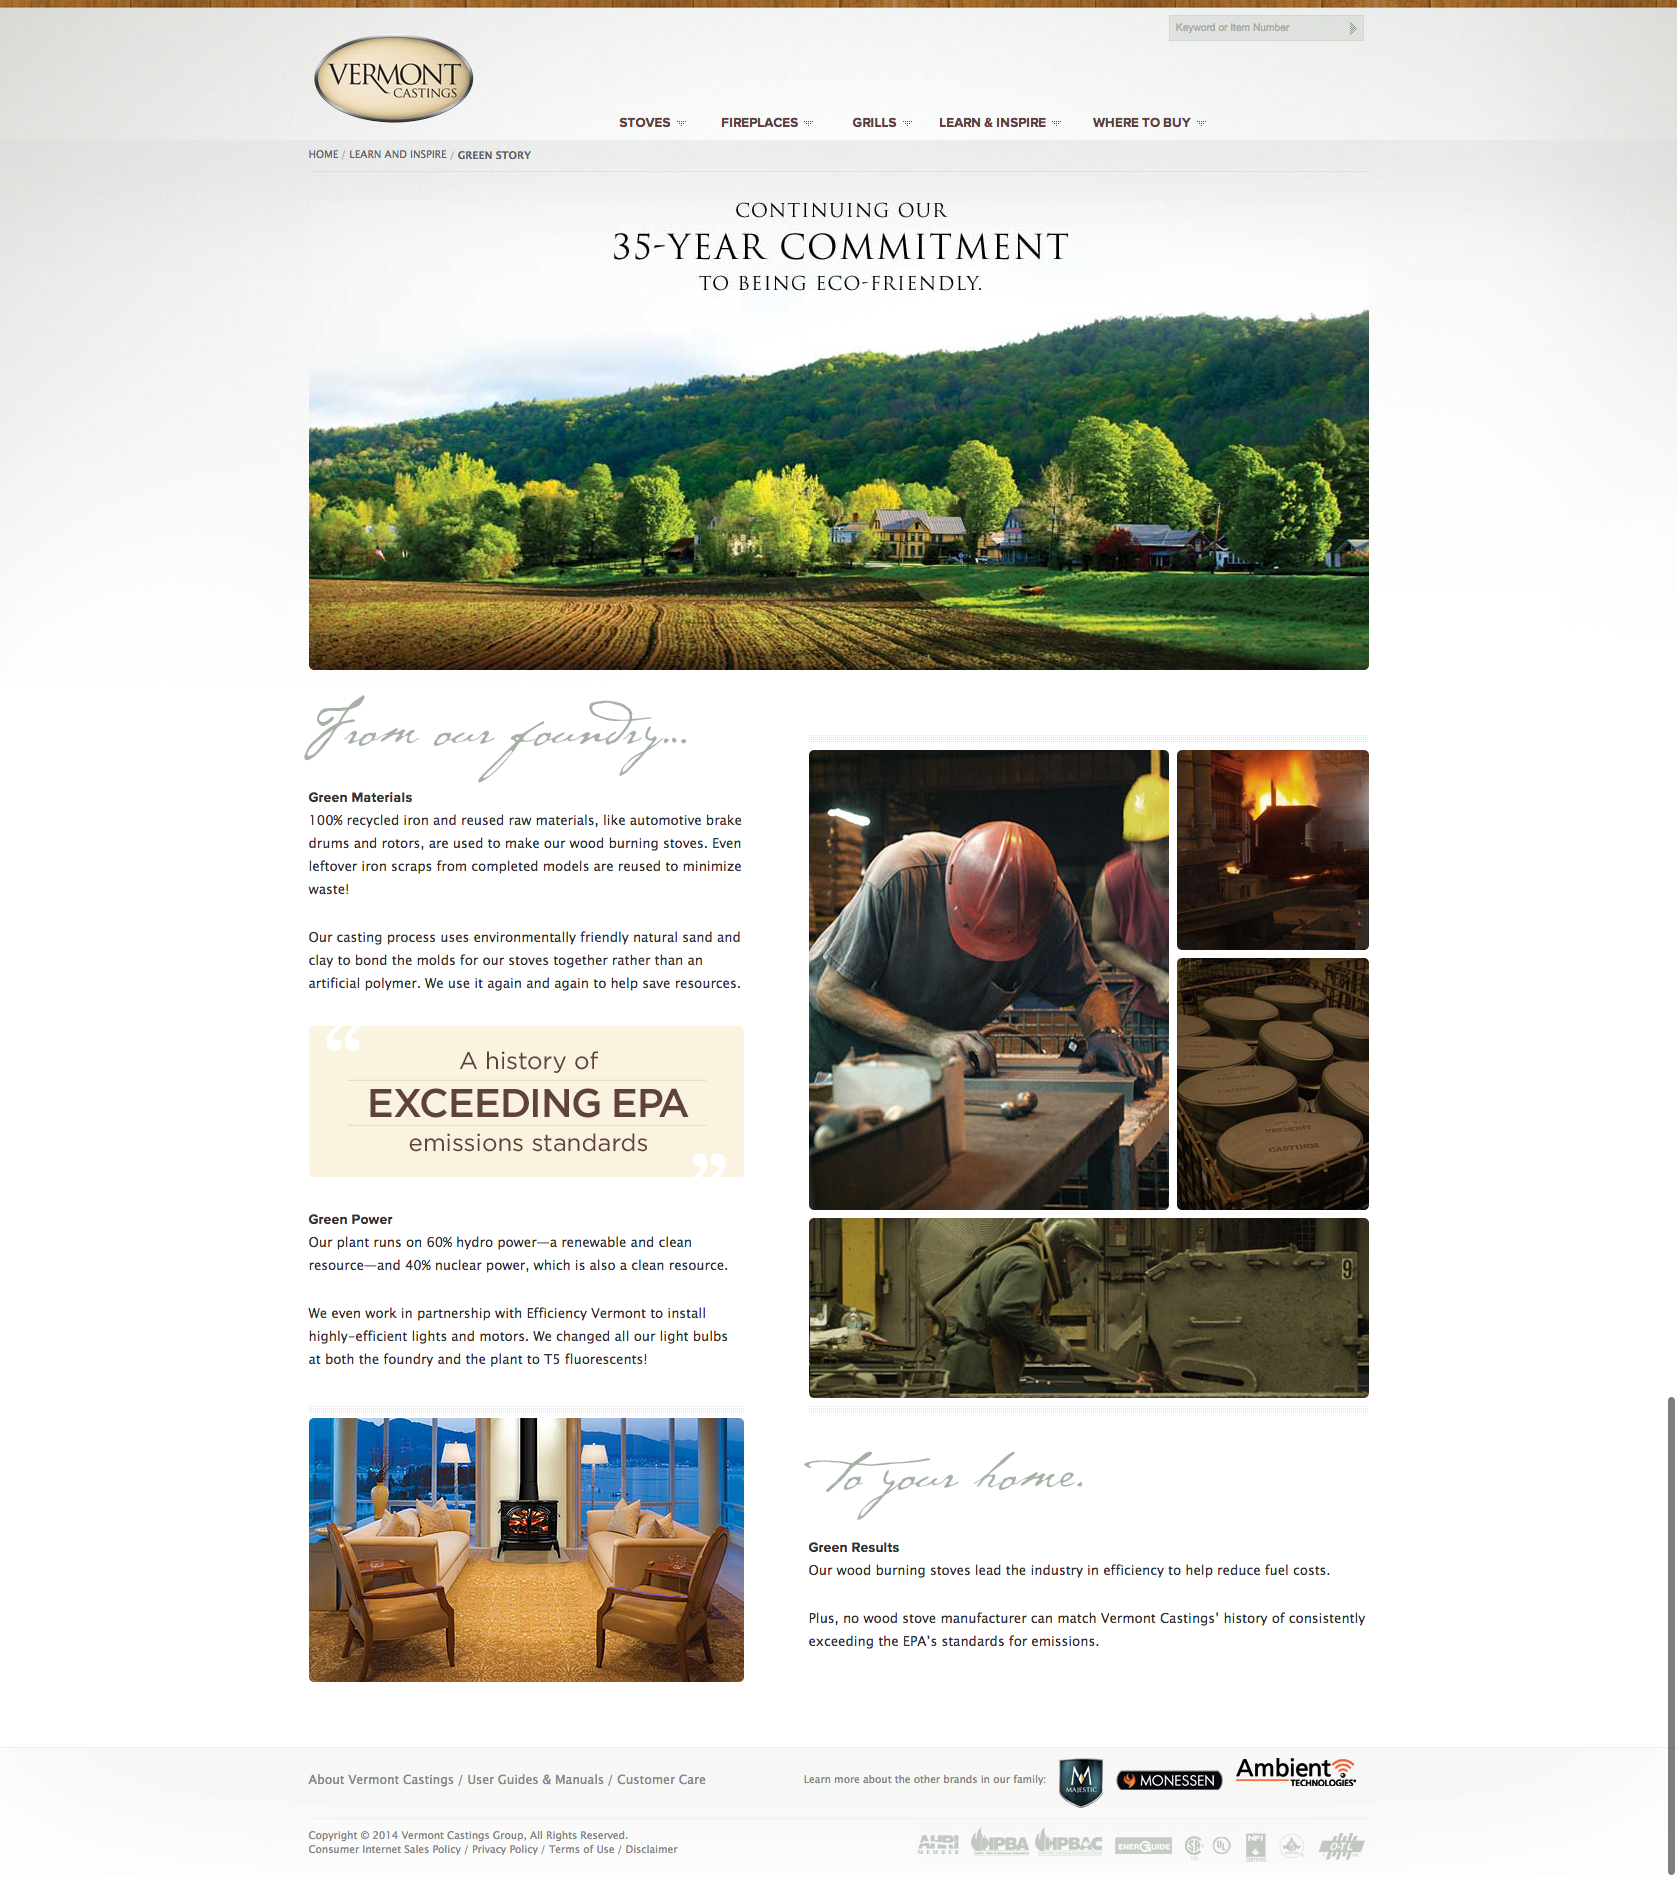 Keyword or Item Number
VERMONT
CASTINGS
STOVES FIREPLACES GRILLS LEARN & INSPIRE WHERE TO BUY
HOME / LEARN AND INSPIRE / GREEN STORY
CONTINUING OUR
35-YEAR COMMITMENT
TO BEING ECO-FRIENDLY.
From our foundry...
Green Materials
100% recycled iron and reused raw materials, like automotive brake
drums and rotors, are used to make our wood burning stoves. Even
leftover iron scraps from completed models are reused to minimize
waste!
Our casting process uses environmentally friendly natural sand and
clay to bond the molds for our stoves together rather than an
artificial polymer. We use it again and again to help save resources.
“
A history of
EXCEEDING EPA
emissions standards
”
Green Power
Our plant runs on 60% hydro power—a renewable and clean
resource—and 40% nuclear power, which is also a clean resource.
We even work in partnership with Efficiency Vermont to install
highly-efficient lights and motors. We changed all our light bulbs
at both the foundry and the plant to T5 fluorescents!
VERMONT
CASTINGS
9
To your home.
Green Results
Our wood burning stoves lead the industry in efficiency to help reduce fuel costs.
Plus, no wood stove manufacturer can match Vermont Castings’ history of consistently
exceeding the EPA’s standards for emissions.
About Vermont Castings / User Guides & Manuals / Customer Care
Learn more about the other brands in our family:
M
MAJESTIC
MONESSEN
Ambient
TECHNOLOGIES
Copyright © 2014 Vermont Castings Group, All Rights Reserved.
Consumer Internet Sales Policy / Privacy Policy / Terms of Use / Disclaimer
AHRI
MEMBER
HPBA
HPBAC
ENERGUIDE
UL
NFI
CERTIFIED
O-T-L